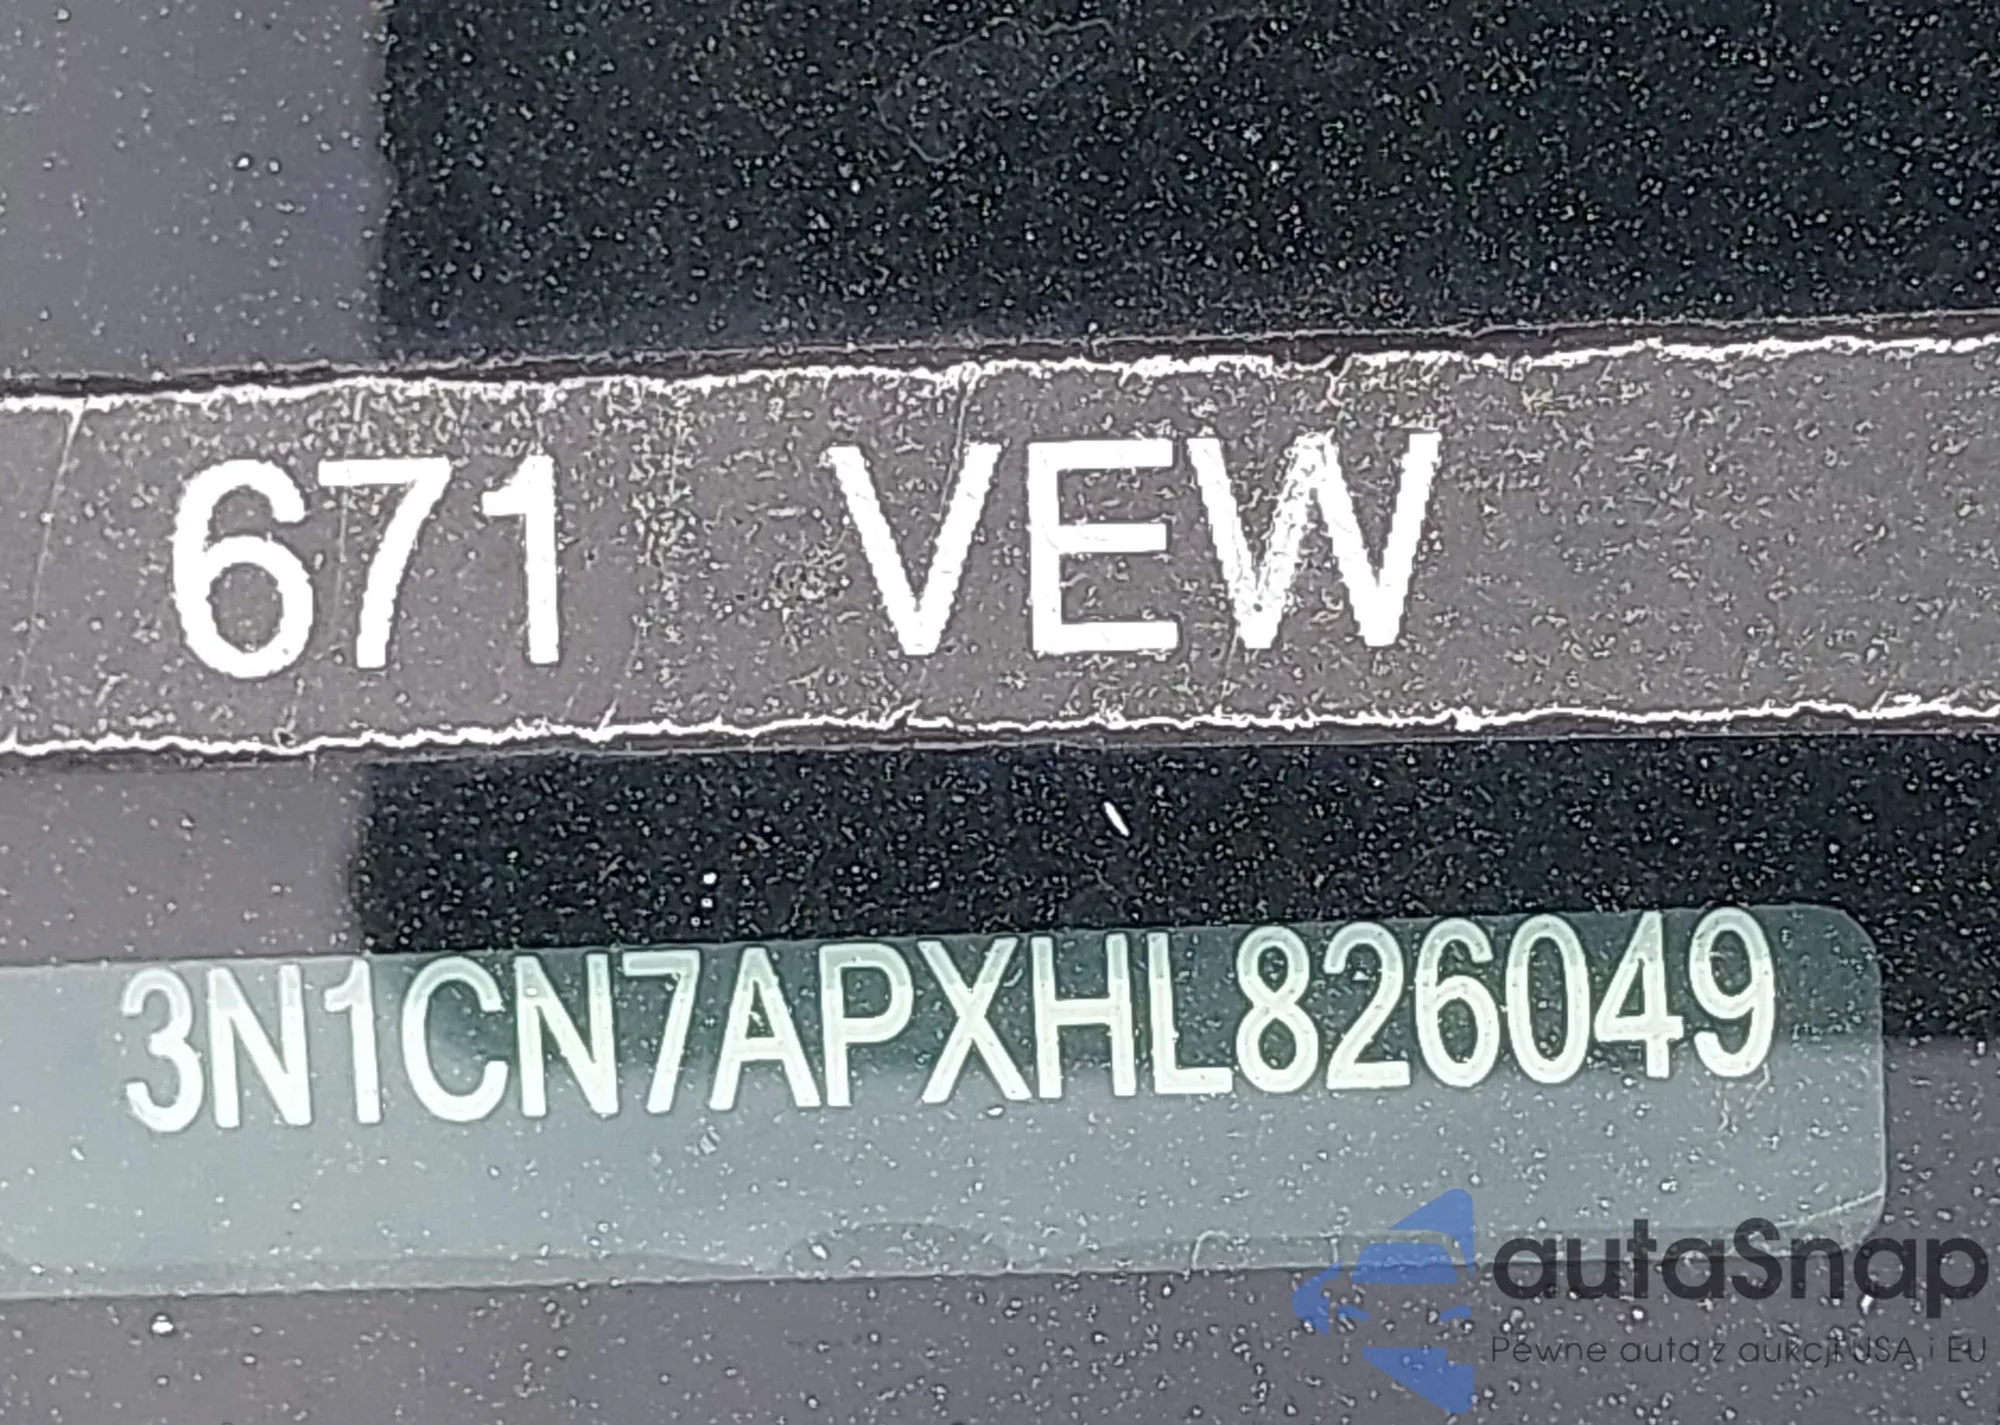 671 VEW
3N1CN7APXHL826049
autaSnap
Pewne auta z aukcji USA i EU